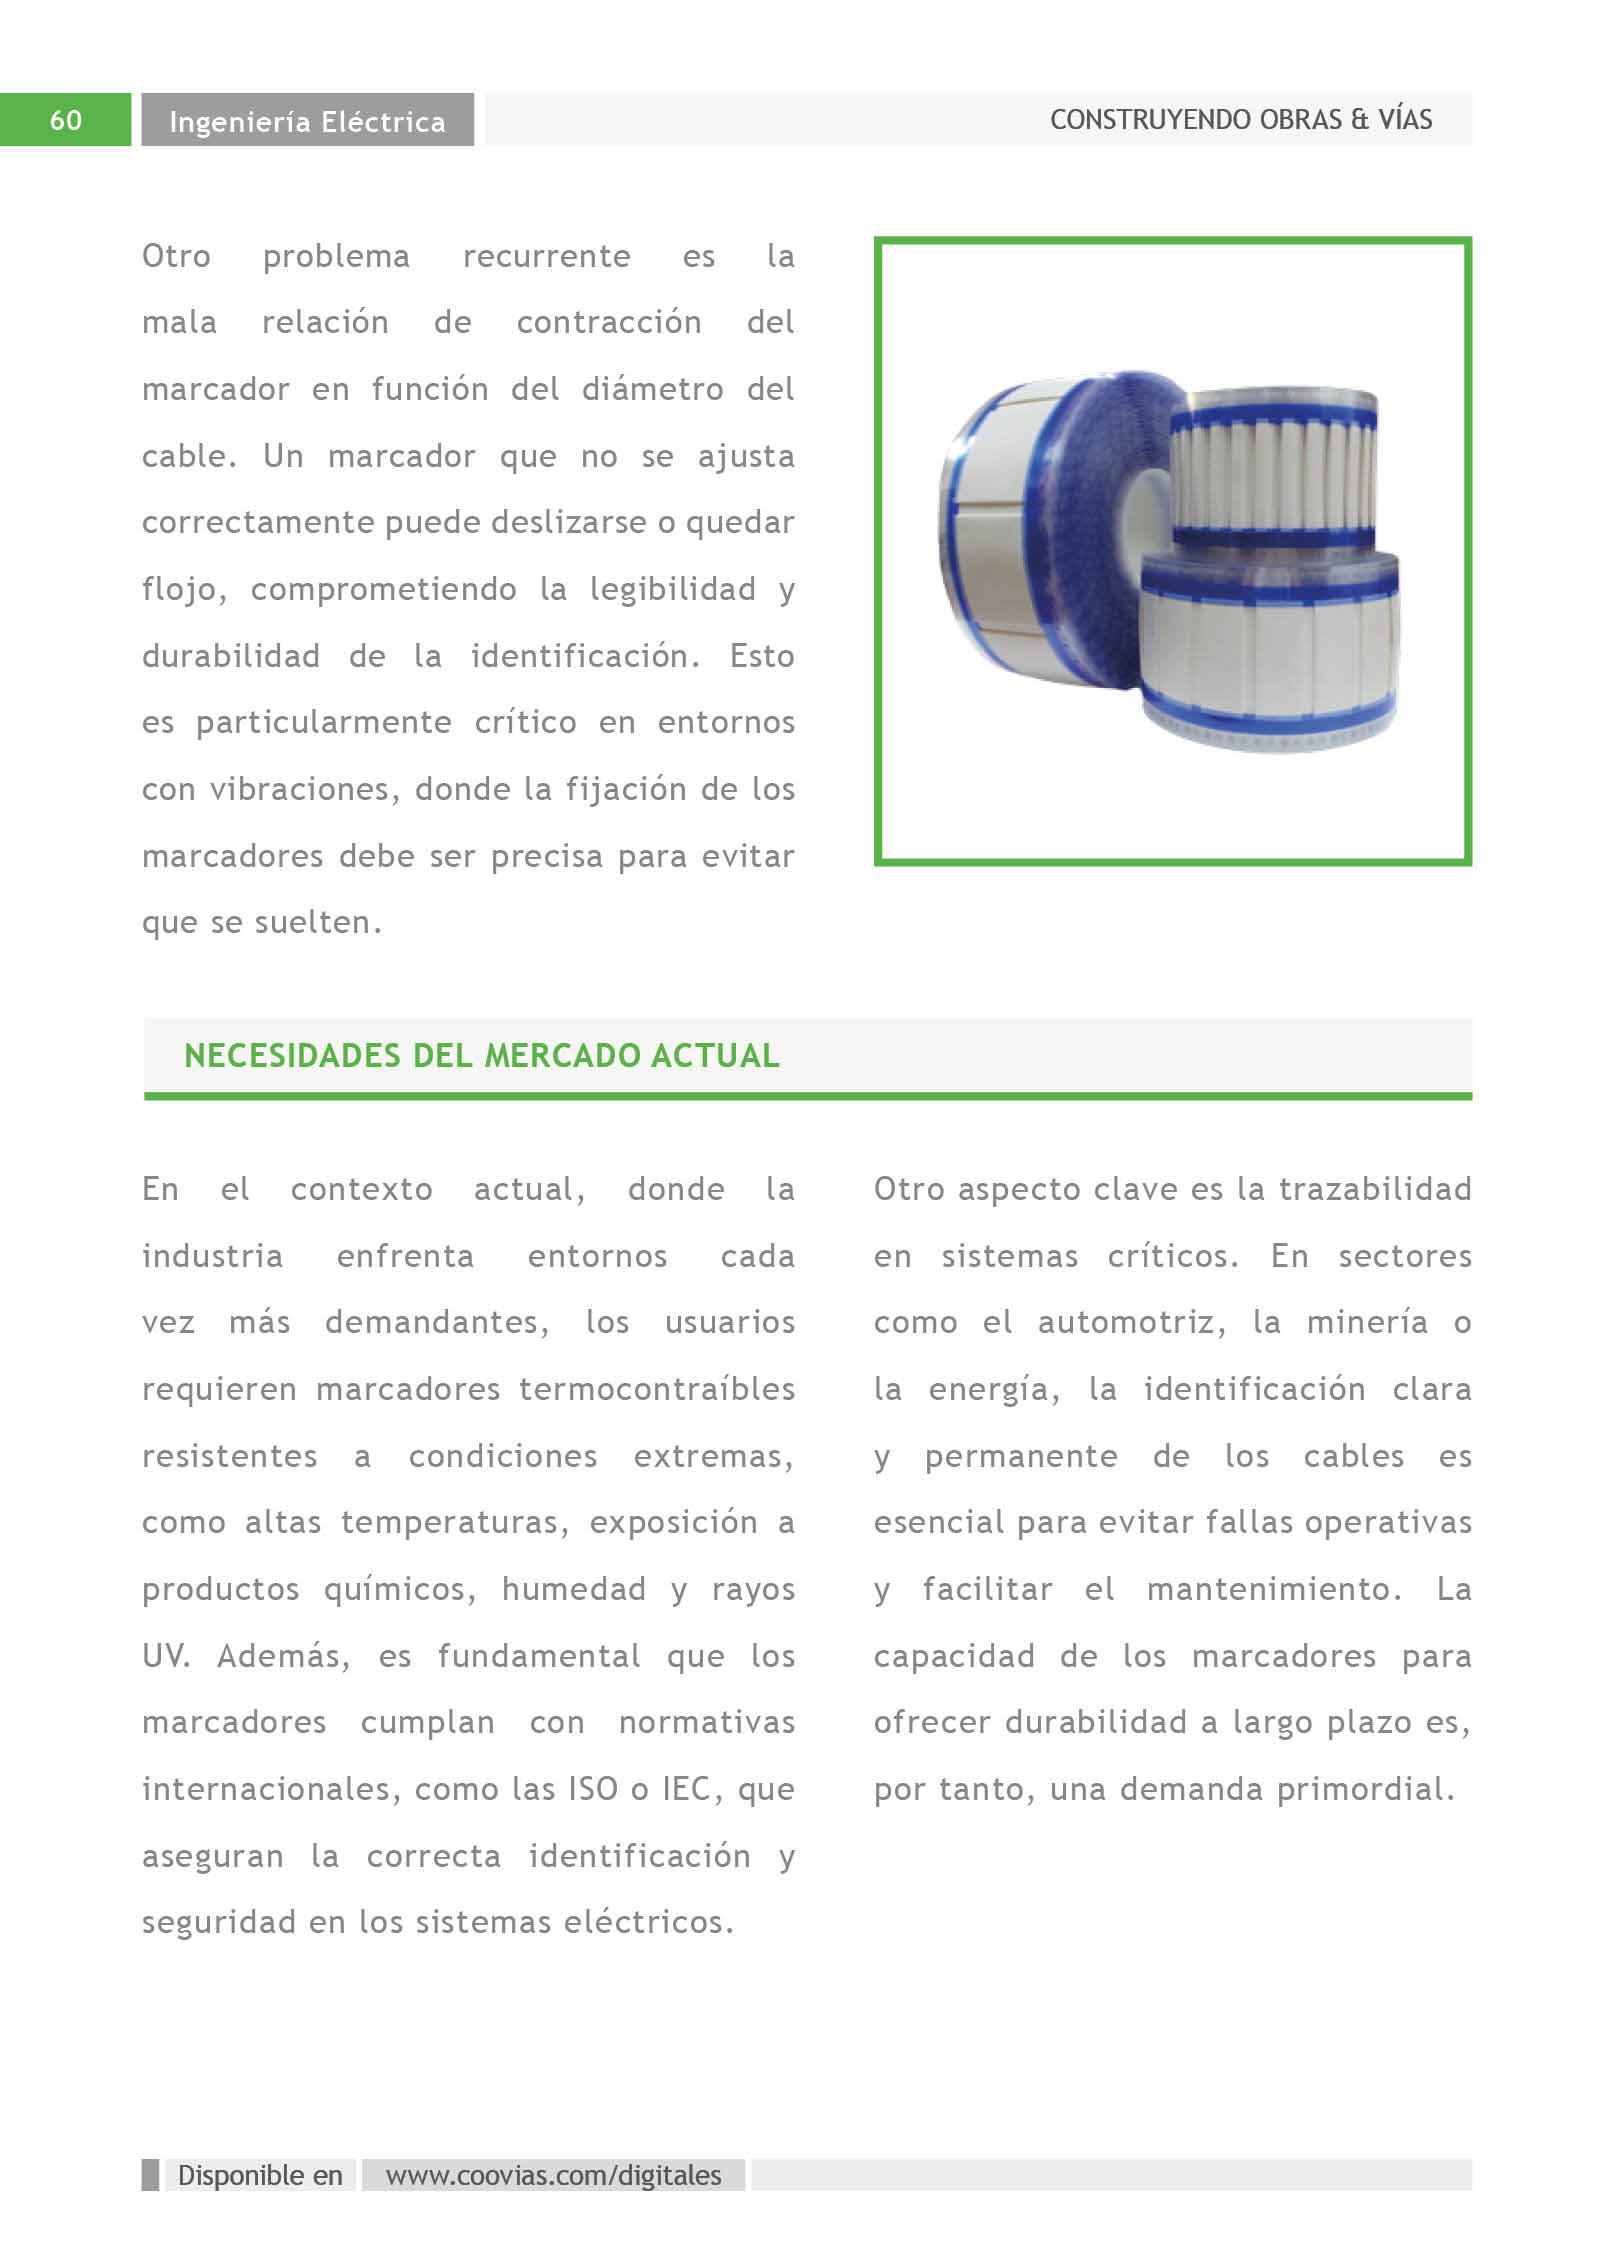 60
Ingeniería Eléctrica
CONSTRUYENDO OBRAS & VÍAS
Otro problema recurrente es la
mala relación de contracción del
marcador en función del diámetro del
cable. Un marcador que no se ajusta
correctamente puede deslizarse o quedar
flojo, comprometiendo la legibilidad y
durabilidad de la identificación. Esto
es particularmente crítico en entornos
con vibraciones, donde la fijación de los
marcadores debe ser precisa para evitar
que se suelten.
NECESIDADES DEL MERCADO ACTUAL
En el contexto actual, donde la
industria enfrenta entornos cada
vez más demandantes, los usuarios
requieren marcadores termocontraíbles
resistentes a condiciones extremas,
como altas temperaturas, exposición a
productos químicos, humedad y rayos
UV. Además, es fundamental que los
marcadores cumplan con normativas
internacionales, como las ISO o IEC, que
aseguran la correcta identificación y
seguridad en los sistemas eléctricos.
Otro aspecto clave es la trazabilidad
en sistemas críticos. En sectores
como el automotriz, la minería o
la energía, la identificación clara
y permanente de los cables es
esencial para evitar fallas operativas
y facilitar el mantenimiento. La
capacidad de los marcadores para
ofrecer durabilidad a largo plazo es,
por tanto, una demanda primordial.
Disponible en
www.coovias.com/digitales